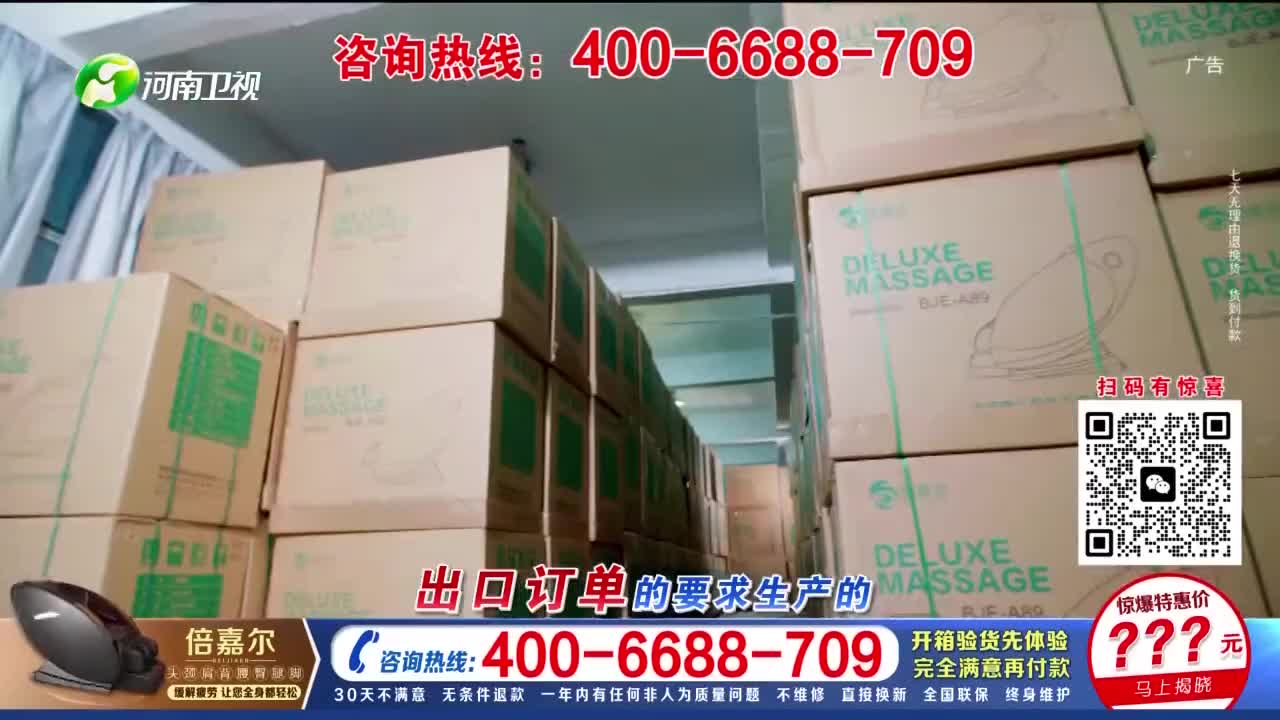 咨询热线：400-6688-709
河南卫视
广告
七天无理由退换货 货到付款
DELUXE
MASSAGE
DELUXE
MASSAGE
BJE-A89
DELUXE
MASSAGE
DELUXE
MASSAGE
BJE-A89
扫码有惊喜
出口订单的要求生产的
倍嘉尔
BEIJIAER
头颈肩背腰臀腿脚
缓解疲劳 让您全身都轻松
咨询热线:400-6688-709
开箱验货先体验
完全满意再付款
30天不满意 无条件退款 一年内有任何非人为质量问题 不维修 直接换新 全国联保 终身维护
惊爆特惠价
???元
马上揭晓